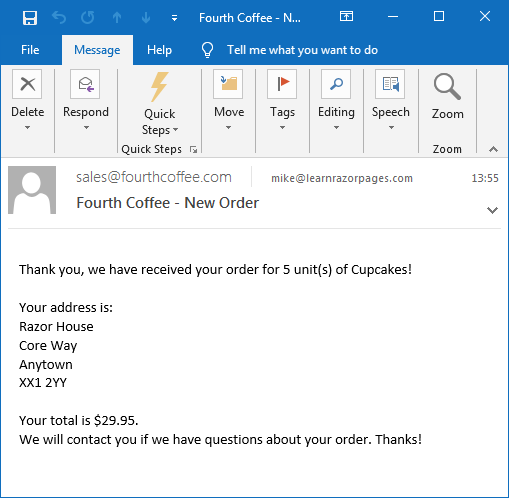 Fourth Coffee - New O...
File Message Help Tell me what you want to do
Delete Respond Quick Steps Move Tags Editing Speech Zoom
Quick Steps Zoom
sales@fourthcoffee.com mike@learnrazorpages.com 13:55
Fourth Coffee - New Order
Thank you, we have received your order for 5 unit(s) of Cupcakes!
Your address is:
Razor House
Core Way
Anytown
XX1 2YY
Your total is $29.95.
We will contact you if we have questions about your order. Thanks!